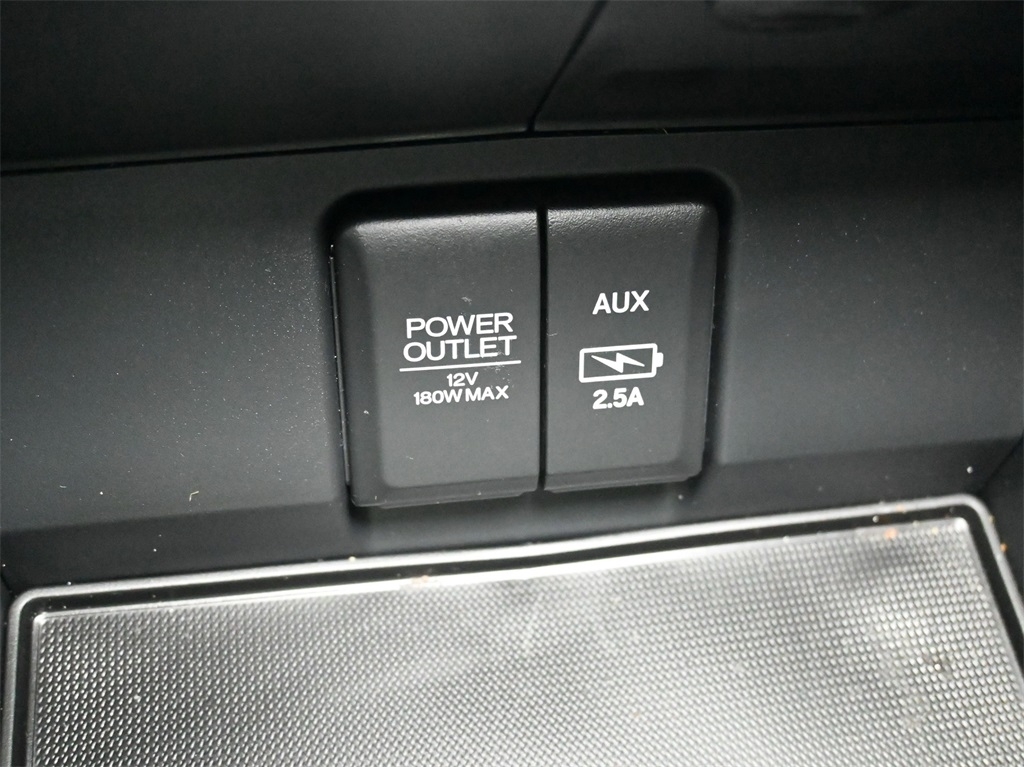 POWER
OUTLET
12V
180W MAX
AUX
2.5A